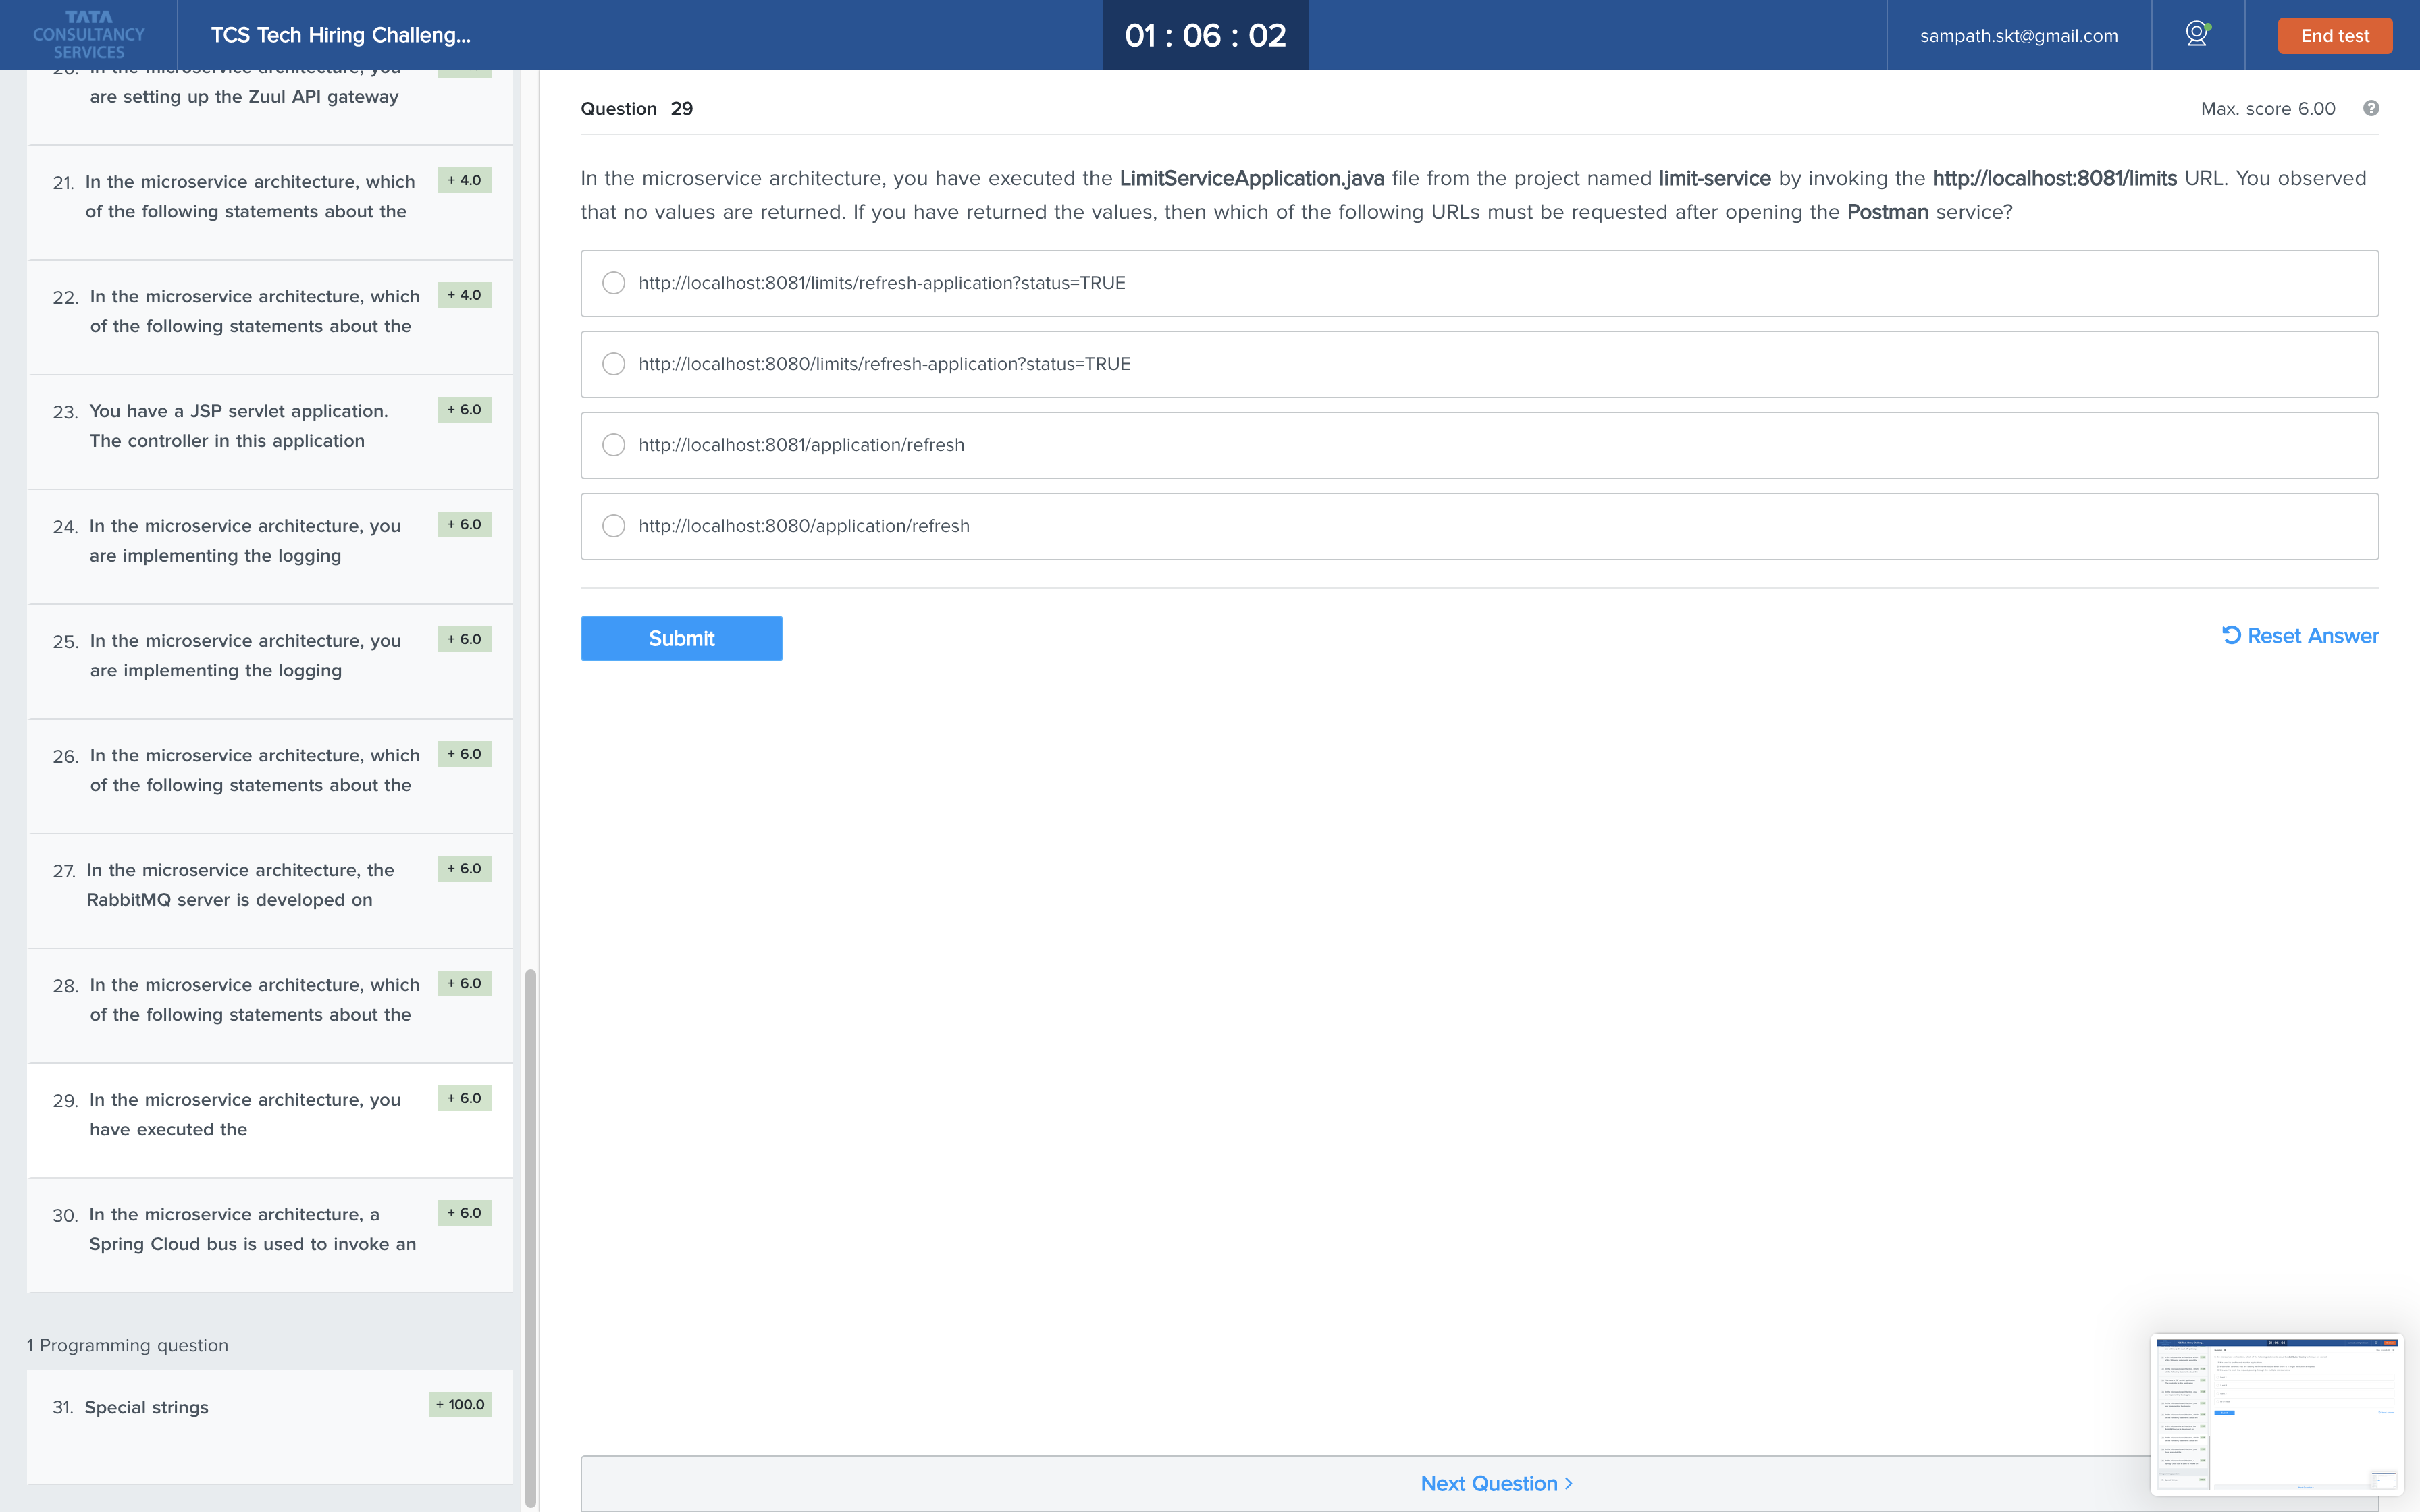 TATA
CONSULTANCY
SERVICES
TCS Tech Hiring Challeng...
01 : 06 : 02
sampath.skt@gmail.com
End test
are setting up the Zuul API gateway
21. In the microservice architecture, which
of the following statements about the
+ 4.0
22. In the microservice architecture, which
of the following statements about the
+ 4.0
23. You have a JSP servlet application.
The controller in this application
+ 6.0
24. In the microservice architecture, you
are implementing the logging
+ 6.0
25. In the microservice architecture, you
are implementing the logging
+ 6.0
26. In the microservice architecture, which
of the following statements about the
+ 6.0
27. In the microservice architecture, the
RabbitMQ server is developed on
+ 6.0
28. In the microservice architecture, which
of the following statements about the
+ 6.0
29. In the microservice architecture, you
have executed the
+ 6.0
30. In the microservice architecture, a
Spring Cloud bus is used to invoke an
+ 6.0
1 Programming question
31. Special strings
+ 100.0
Question 29
Max. score 6.00
In the microservice architecture, you have executed the LimitServiceApplication.java file from the project named limit-service by invoking the http://localhost:8081/limits URL. You observed
that no values are returned. If you have returned the values, then which of the following URLs must be requested after opening the Postman service?
http://localhost:8081/limits/refresh-application?status=TRUE
http://localhost:8080/limits/refresh-application?status=TRUE
http://localhost:8081/application/refresh
http://localhost:8080/application/refresh
Submit
Reset Answer
Next Question >